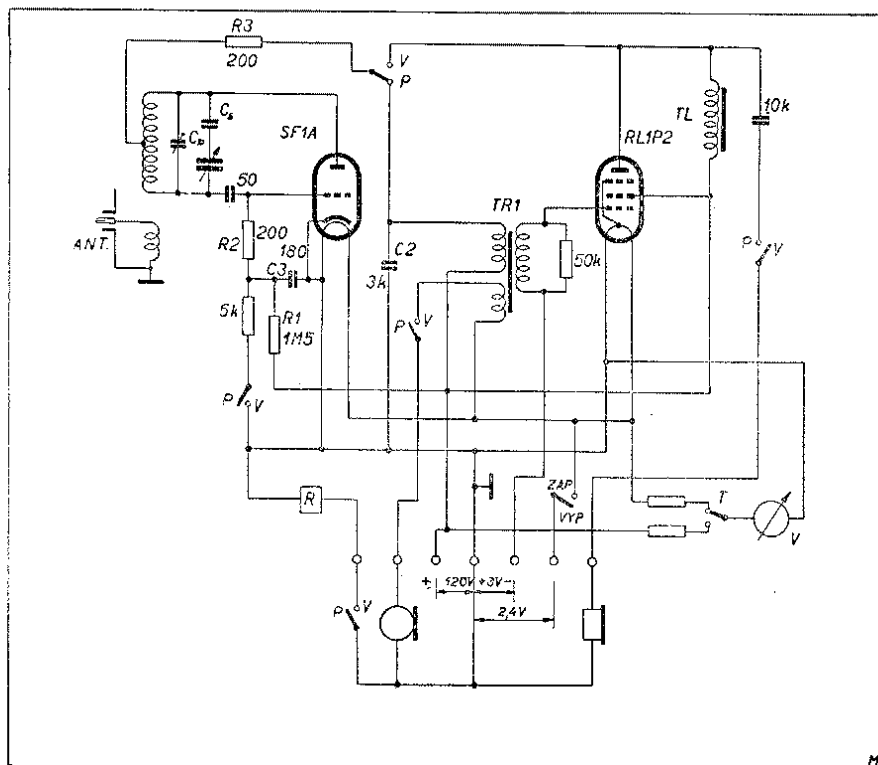 R3
200
V
P
TL
10k
SF1A
RL1P2
Cs
Cp
50
TR1
ANT.
R2
200
180
C3
C2
3k
50k
P
V
5k
R1
1M5
P
V
P
V
ZAP
VYP
T
R
V
+
120V
+3V-
2,4V
P
V
M